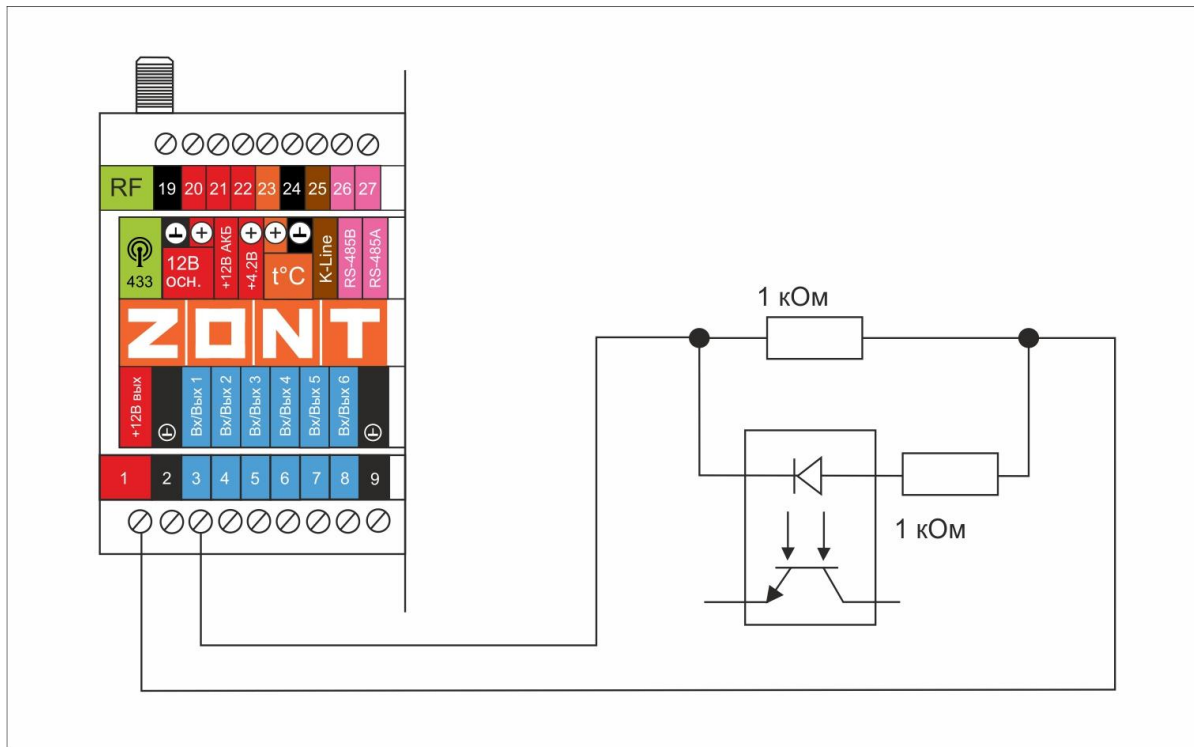 RF 19 20 21 22 23 24 25 26 27
433
12В
осн.
+12В АКБ
+4.2В
t°C
K-Line
RS-485B
RS-485A
ZONT
+12В вых
Вх/Вых 1
Вх/Вых 2
Вх/Вых 3
Вх/Вых 4
Вх/Вых 5
Вх/Вых 6
1 2 3 4 5 6 7 8 9
1 кОм
1 кОм